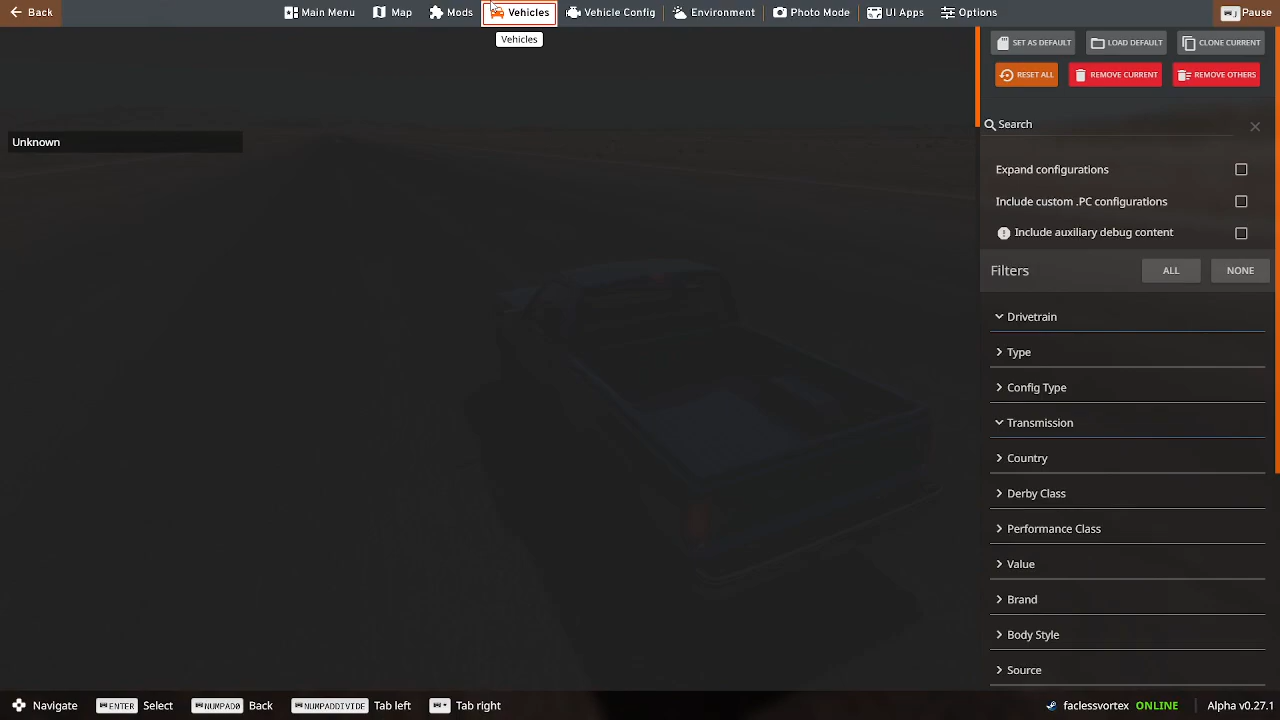 Back Main Menu Map Mods Vehicles Vehicle Config Environment Photo Mode UI Apps Options Pause
Vehicles
SET AS DEFAULT LOAD DEFAULT CLONE CURRENT
RESET ALL REMOVE CURRENT REMOVE OTHERS
Search
Unknown
Expand configurations
Include custom .PC configurations
Include auxiliary debug content
Filters ALL NONE
Drivetrain
Type
Config Type
Transmission
Country
Derby Class
Performance Class
Value
Brand
Body Style
Source
Navigate ENTER Select NUMPAD0 Back NUMPADDIVIDE Tab left Tab right faclessvortex ONLINE Alpha v0.27.1